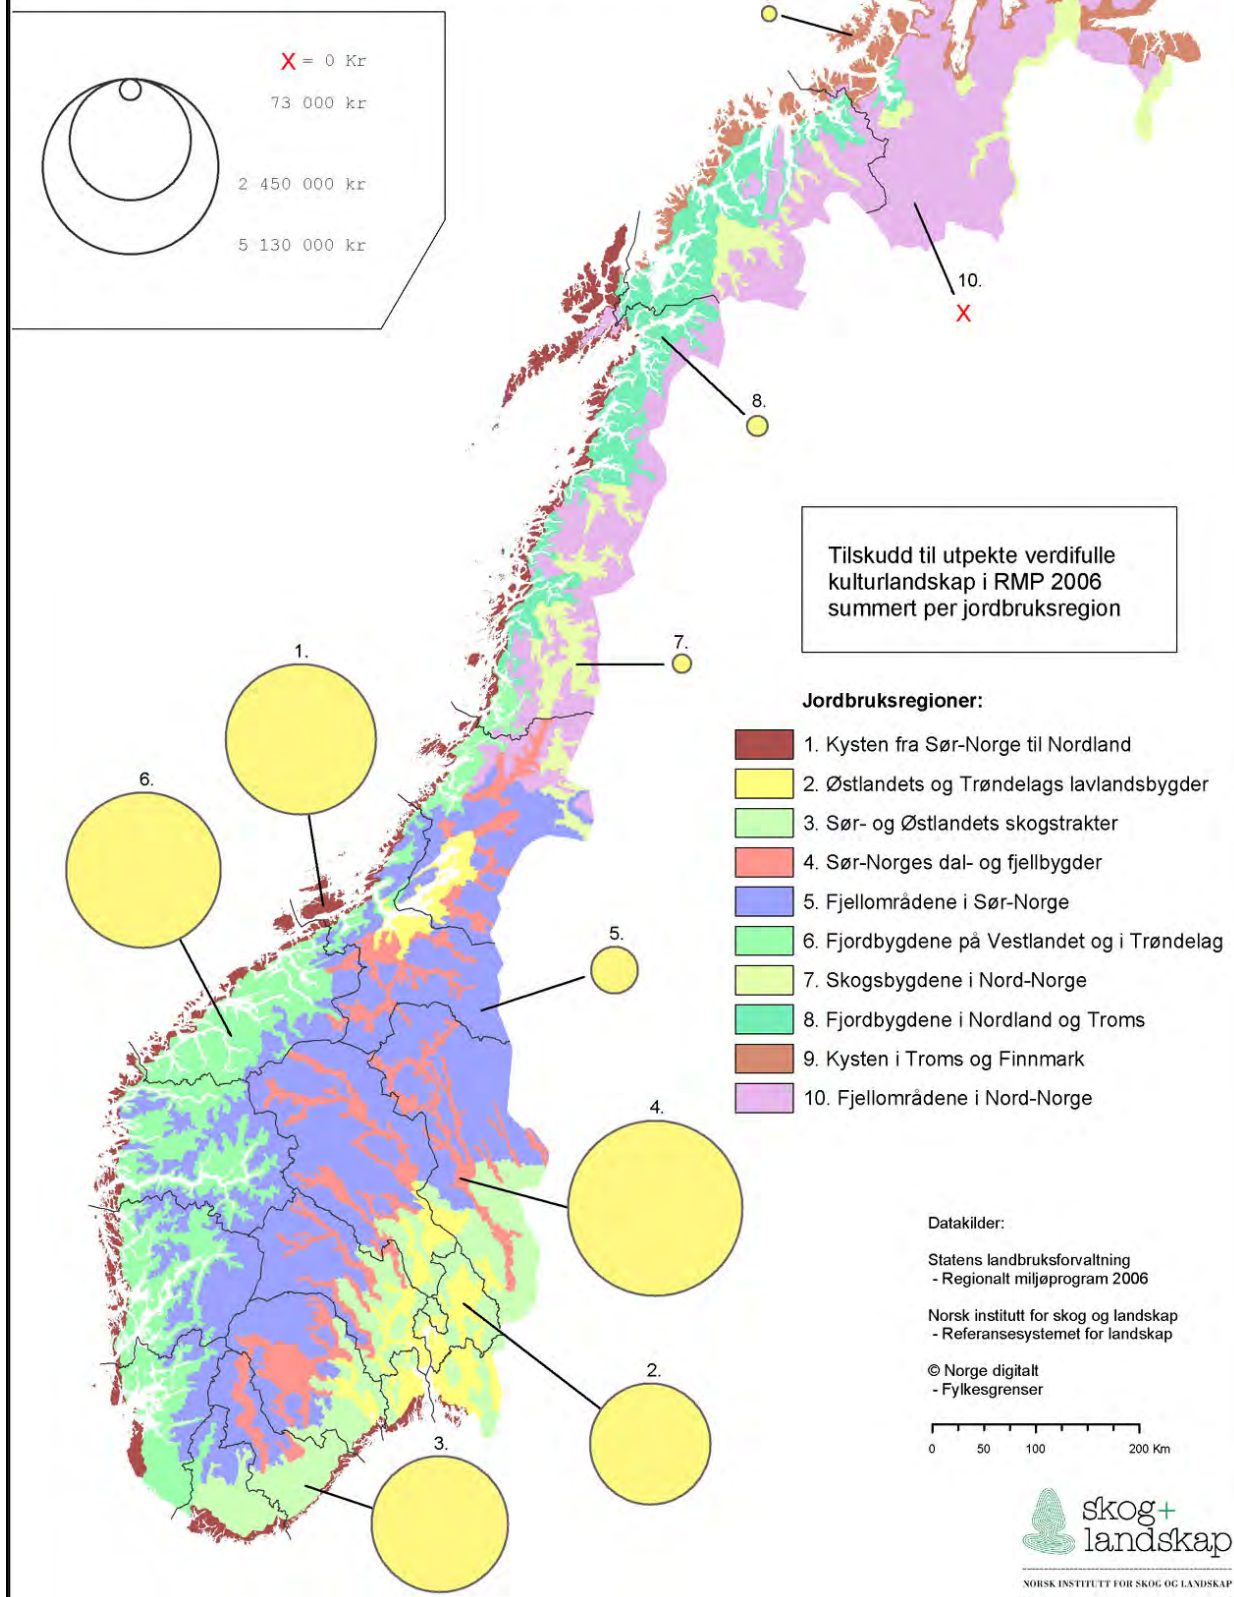 X = 0 Kr
73 000 kr
2 450 000 kr
5 130 000 kr
10.
X
8.
Tilskudd til utpekte verdifulle
kulturlandskap i RMP 2006
summert per jordbruksregion
7.
1.
6.
5.
4.
2.
3.
Jordbruksregioner:
1. Kysten fra Sør-Norge til Nordland
2. Østlandets og Trøndelags lavlandsbygder
3. Sør- og Østlandets skogstrakter
4. Sør-Norges dal- og fjellbygder
5. Fjellområdene i Sør-Norge
6. Fjordbygdene på Vestlandet og i Trøndelag
7. Skogsbygdene i Nord-Norge
8. Fjordbygdene i Nordland og Troms
9. Kysten i Troms og Finnmark
10. Fjellområdene i Nord-Norge
Datakilder:
Statens landbruksforvaltning
- Regionalt miljøprogram 2006
Norsk institutt for skog og landskap
- Referansesystemet for landskap
© Norge digitalt
- Fylkesgrenser
0 50 100 200 Km
skog+
landskap
NORSK INSTITUTT FOR SKOG OG LANDSKAP